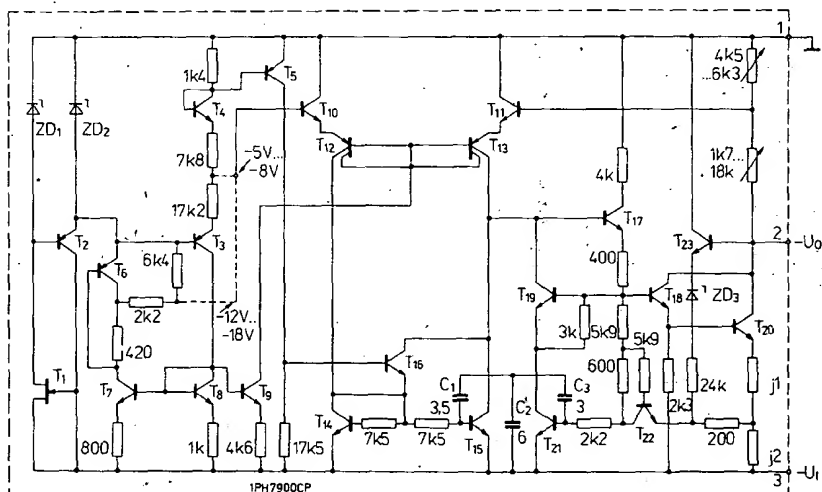 1
1k4
T5
4k5
...6k3
T10
T11
T4
ZD1
ZD2
7k8
-5V...
-8V
T12
T13
1k7...
18k
4k
17k2
T2
T3
T17
2
-U0
T6
6k4
T23
400
2k2
-12V...
-18V
T19
T18
ZD3
T20
420
3k
5k9
5k9
T1
T7
T8
T9
T16
C1
3,5
C2
6
C3
3
600
2k3
24k
j1
T14
7k5
7k5
T15
T21
2k2
T22
200
j2
800
1k
4k6
17k5
3
-U1
1PH7900CP